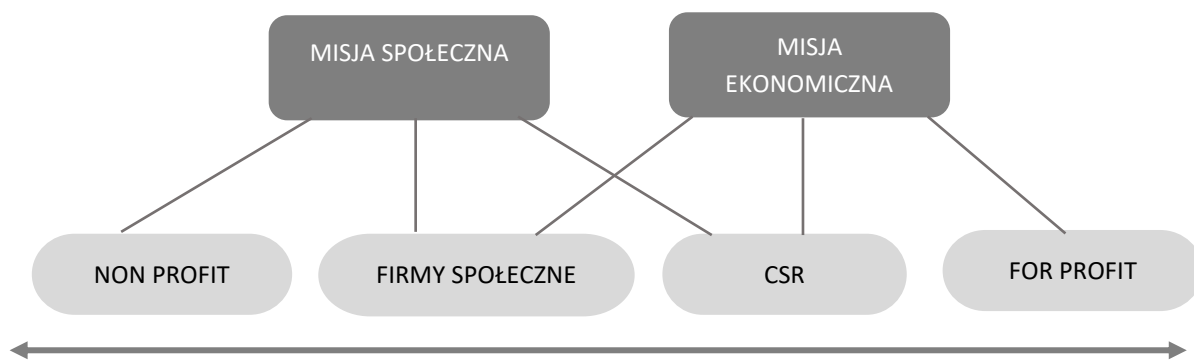 MISJA SPOŁECZNA
MISJA
EKONOMICZNA
NON PROFIT
FIRMY SPOŁECZNE
CSR
FOR PROFIT